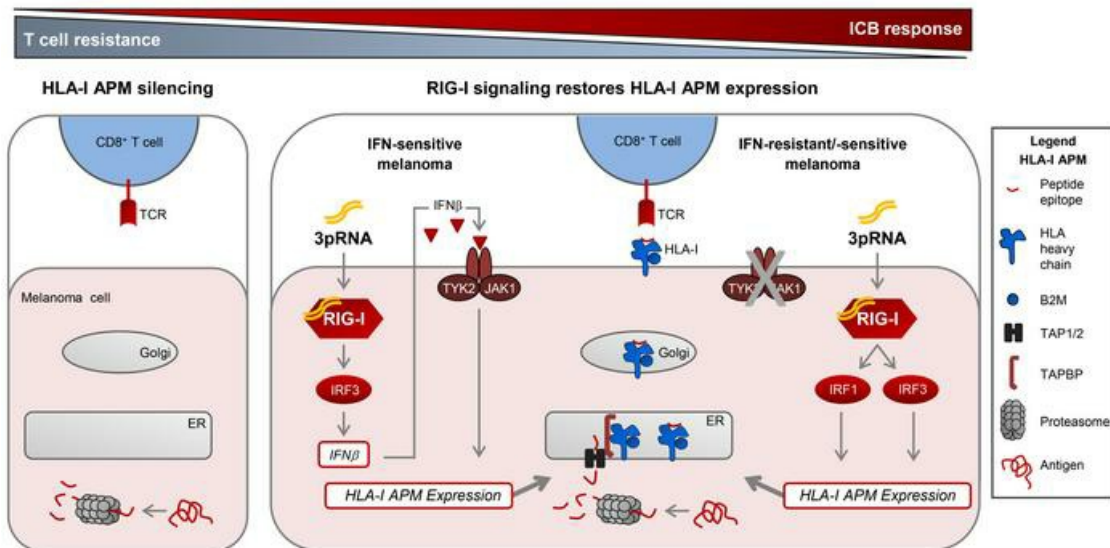 ICB response
T cell resistance
HLA-I APM silencing
RIG-I signaling restores HLA-I APM expression
CD8⁺ T cell
TCR
Melanoma cell
Golgi
ER
IFN-sensitive
melanoma
3pRNA
RIG-I
IRF3
IFNβ
IFNβ
TYK2
JAK1
HLA-I APM Expression
CD8⁺ T cell
TCR
HLA-I
Golgi
ER
IFN-resistant/-sensitive
melanoma
JAK1
3pRNA
RIG-I
IRF1
IRF3
HLA-I APM Expression
Legend
HLA-I APM
Peptide
epitope
HLA
heavy
chain
B2M
TAP1/2
TAPBP
Proteasome
Antigen